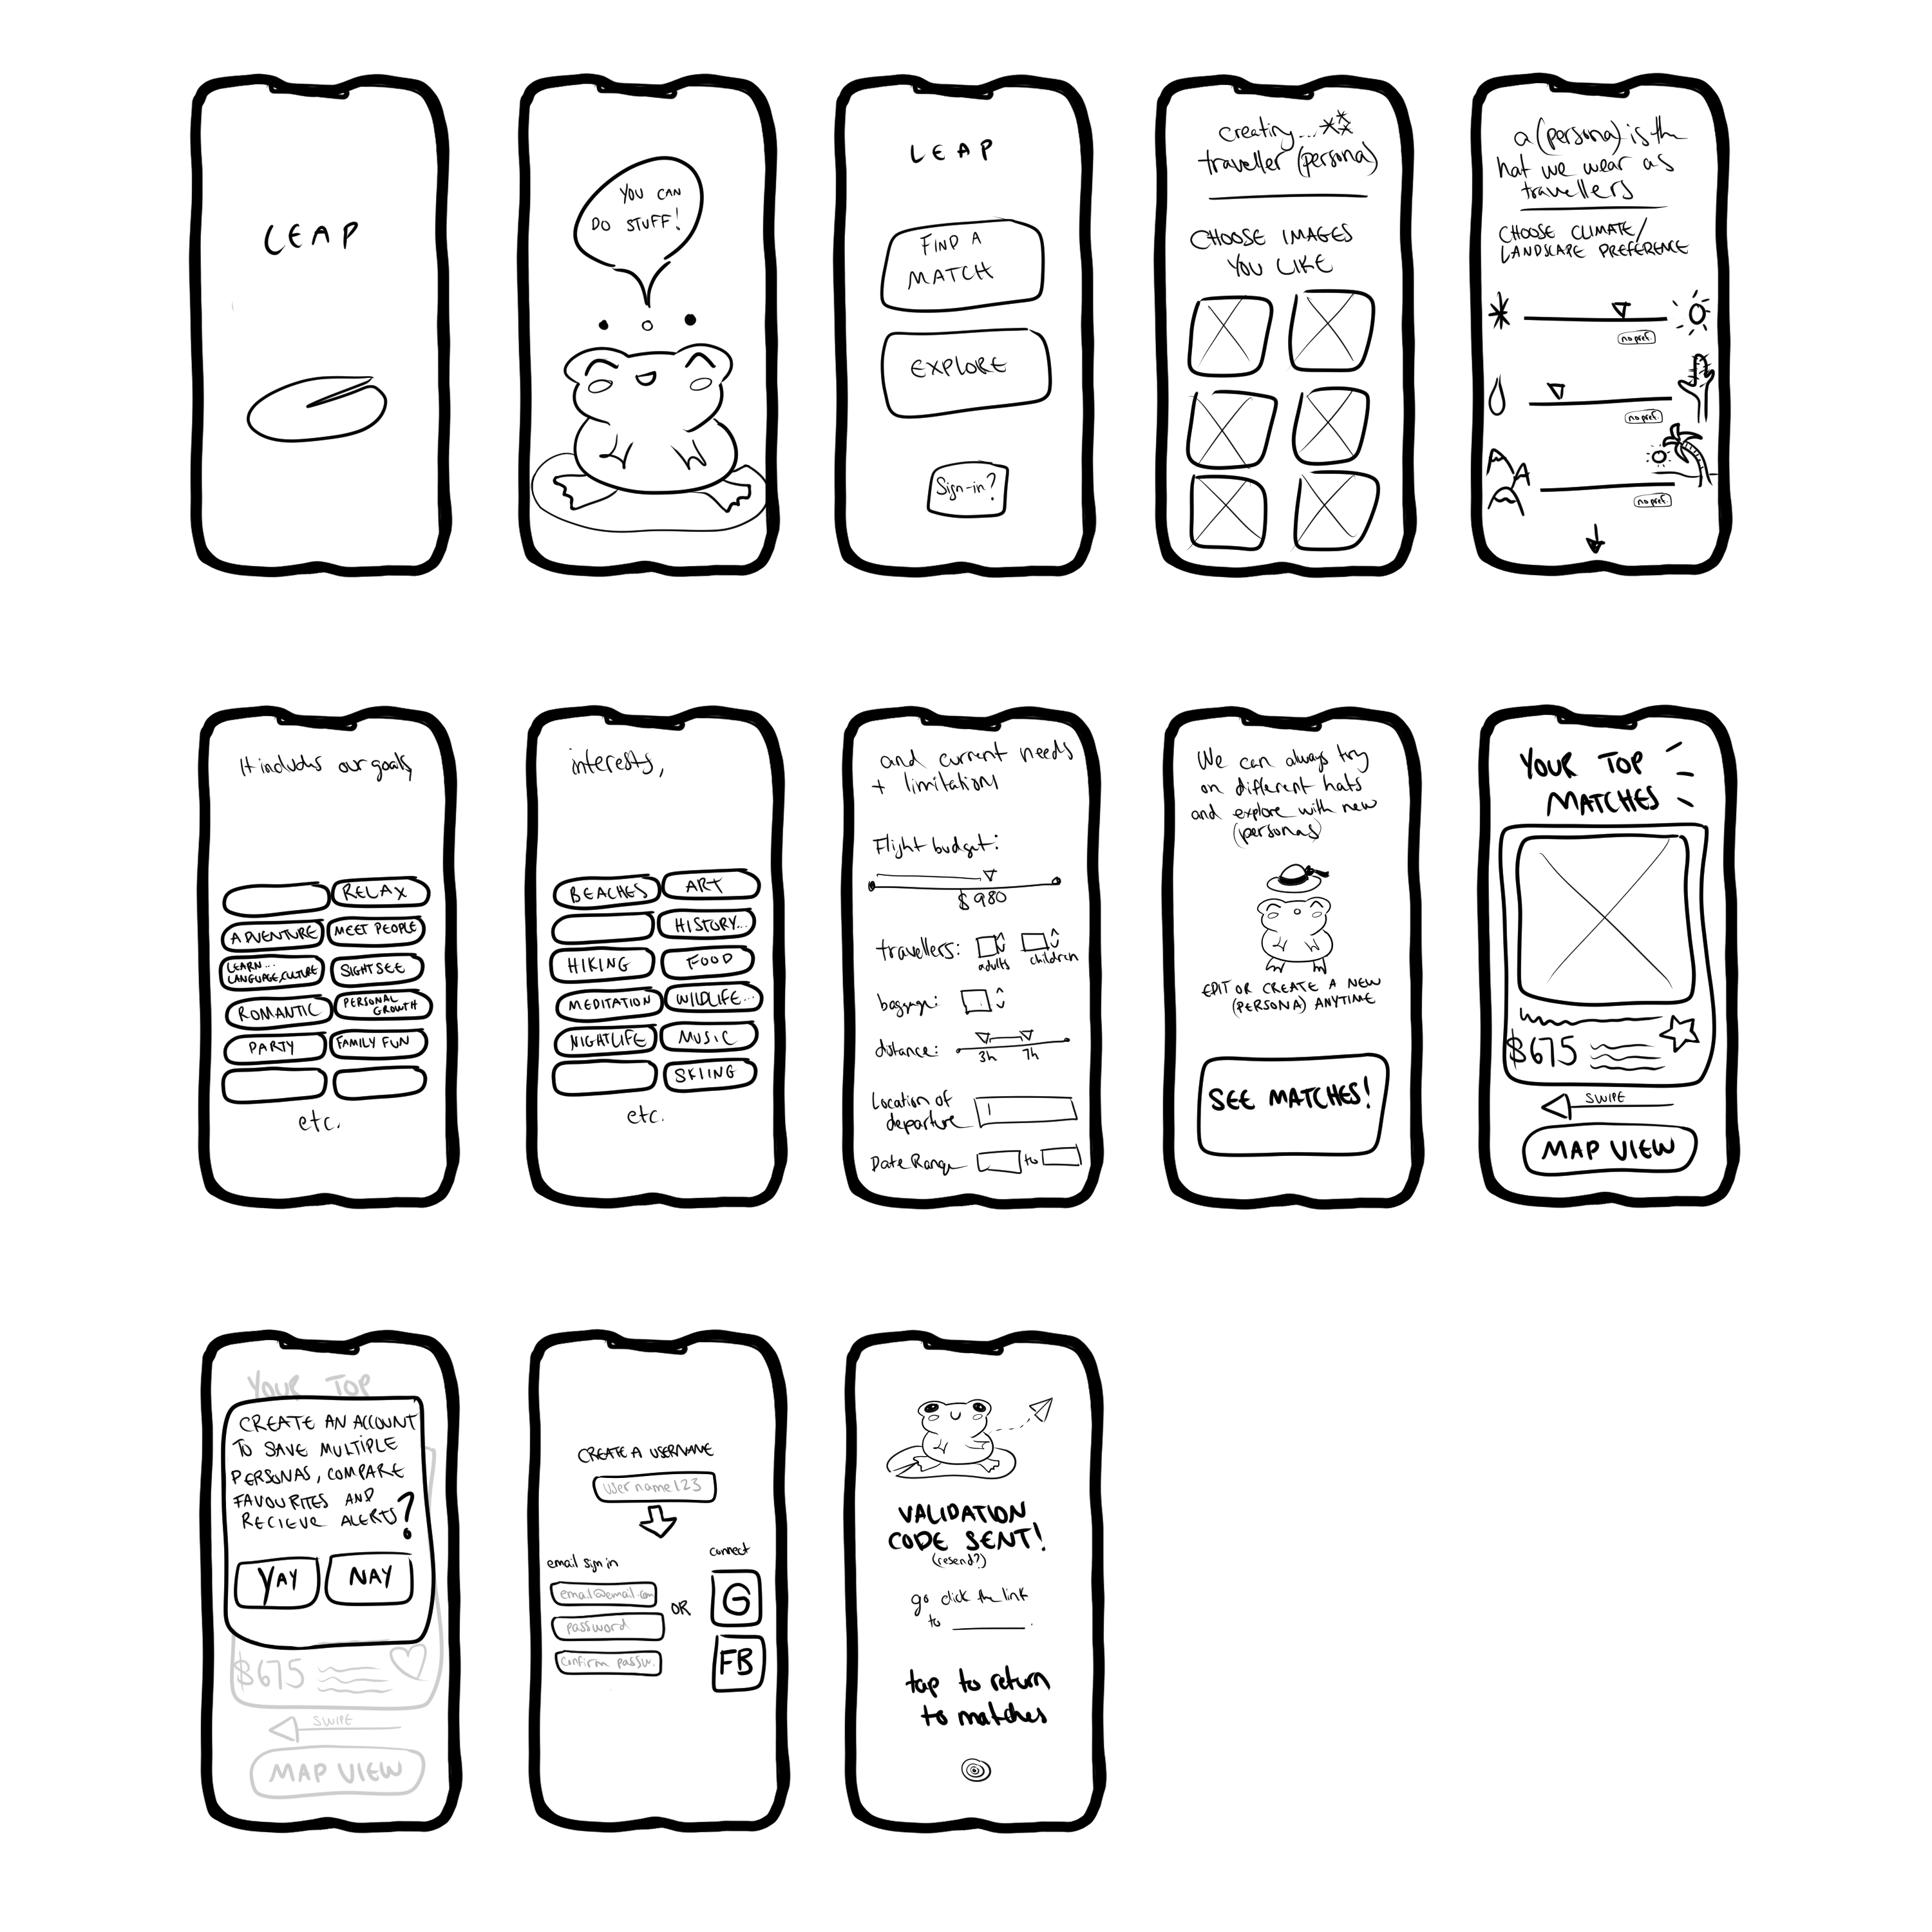 LEAP
YOU CAN
DO STUFF!
LEAP
FIND A
MATCH
EXPLORE
Sign-in?
creating...
traveller (persona)
CHOOSE IMAGES
YOU LIKE
a (persona) is the
hat we wear as
travellers
CHOOSE CLIMATE/
LANDSCAPE PREFERENCE
no pref.
no pref.
no pref.
It includes our goals,
RELAX
ADVENTURE
MEET PEOPLE
LEARN...
LANGUAGE, CULTURE
SIGHTSEE
ROMANTIC
PERSONAL
GROWTH
PARTY
FAMILY FUN
etc.
interests,
BEACHES
ART
HISTORY...
HIKING
FOOD
MEDITATION
WILDLIFE...
NIGHTLIFE
MUSIC
SKIING
etc.
and current needs
+ limitations
Flight budget:
$980
travellers:
adults
children
baggage:
distance:
3h
7h
Location of
departure
Date Range
to
We can always try
on different hats
and explore with new
(personas)
EDIT OR CREATE A NEW
(PERSONA) ANYTIME
SEE MATCHES!
YOUR TOP
MATCHES
$675
SWIPE
MAP VIEW
YOUR TOP
CREATE AN ACCOUNT
TO SAVE MULTIPLE
PERSONAS, COMPARE
FAVOURITES AND
RECIEVE ALERTS?
YAY
NAY
$675
SWIPE
MAP VIEW
CREATE A USERNAME
username123
email sign in
connect
email@email.com
password
confirm passw.
OR
G
FB
VALIDATION
CODE SENT!
(resend?)
go click the link
to
tap to return
to matches